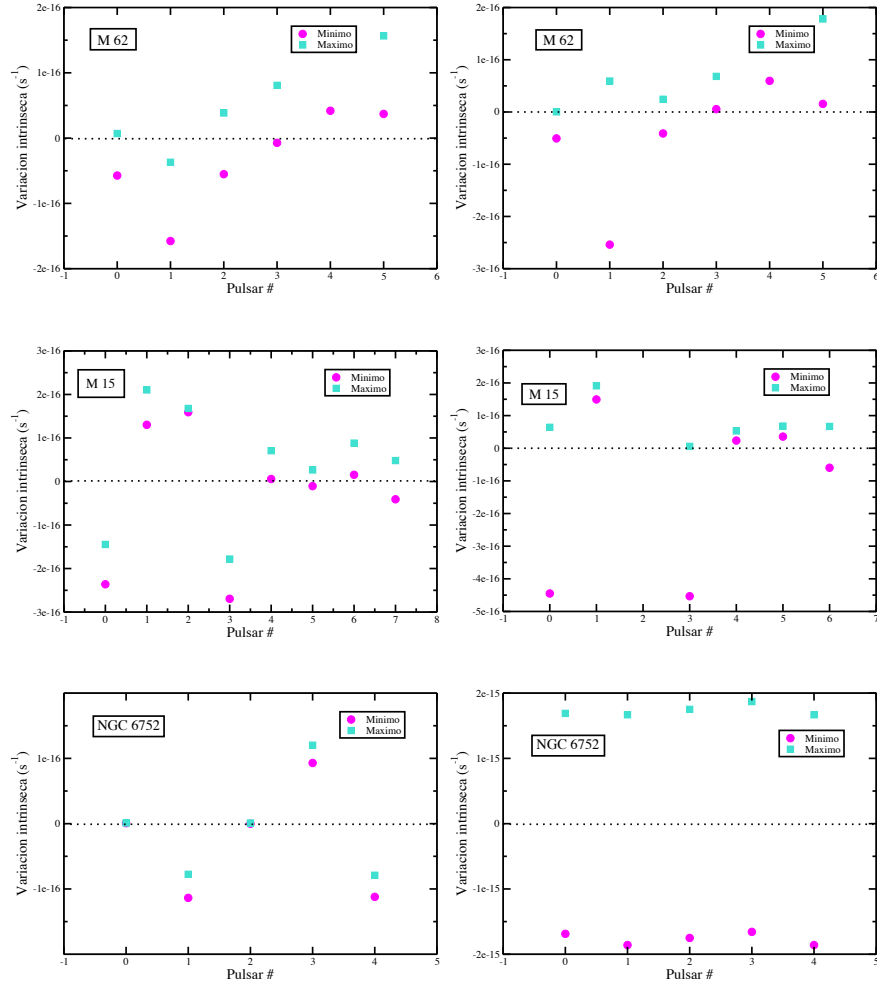 2e-16
1e-16
0
-1e-16
-2e-16
Variacion intrinseca (s⁻¹)
M 62
Minimo
Maximo
-1 0 1 2 3 4 5 6
Pulsar #
2e-16
1e-16
0
-1e-16
-2e-16
-3e-16
Variacion intrinseca (s⁻¹)
M 62
Minimo
Maximo
-1 0 1 2 3 4 5 6
Pulsar #
3e-16
2e-16
1e-16
0
-1e-16
-2e-16
-3e-16
Variacion intrinseca (s⁻¹)
M 15
Minimo
Maximo
-1 0 1 2 3 4 5 6 7 8
Pulsar #
3e-16
2e-16
1e-16
0
-1e-16
-2e-16
-3e-16
-4e-16
-5e-16
Variacion intrinseca (s⁻¹)
M 15
Minimo
Maximo
-1 0 1 2 3 4 5 6 7
Pulsar #
1e-16
0
-1e-16
Variacion intrinseca (s⁻¹)
NGC 6752
Minimo
Maximo
-1 0 1 2 3 4 5
Pulsar #
2e-15
1e-15
0
-1e-15
-2e-15
Variacion intrinseca (s⁻¹)
NGC 6752
Minimo
Maximo
-1 0 1 2 3 4 5
Pulsar #